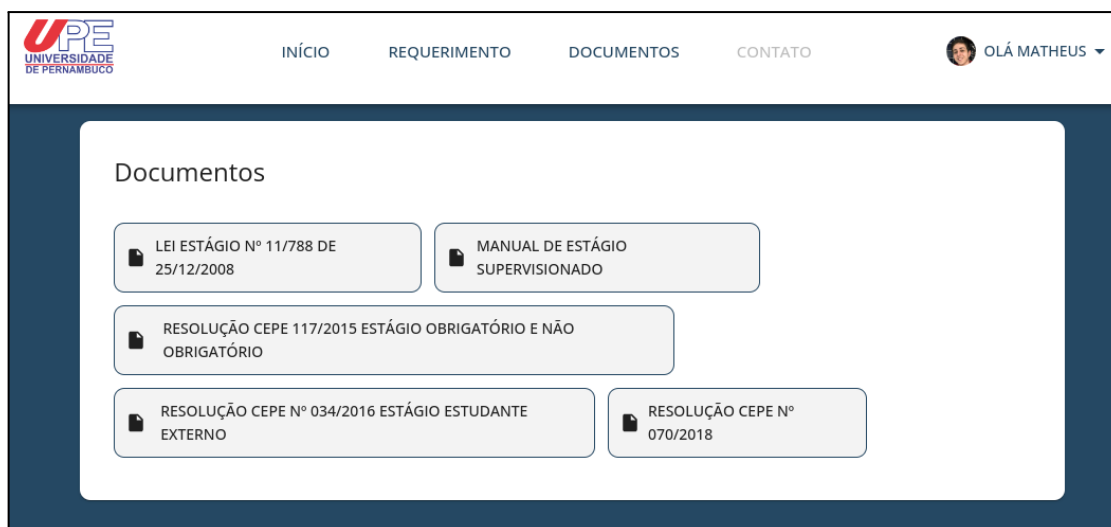 UPE
UNIVERSIDADE
DE PERNAMBUCO
INÍCIO REQUERIMENTO DOCUMENTOS CONTATO OLÁ MATHEUS
Documentos
LEI ESTÁGIO Nº 11/788 DE
25/12/2008
MANUAL DE ESTÁGIO
SUPERVISIONADO
RESOLUÇÃO CEPE 117/2015 ESTÁGIO OBRIGATÓRIO E NÃO
OBRIGATÓRIO
RESOLUÇÃO CEPE Nº 034/2016 ESTÁGIO ESTUDANTE
EXTERNO
RESOLUÇÃO CEPE Nº
070/2018